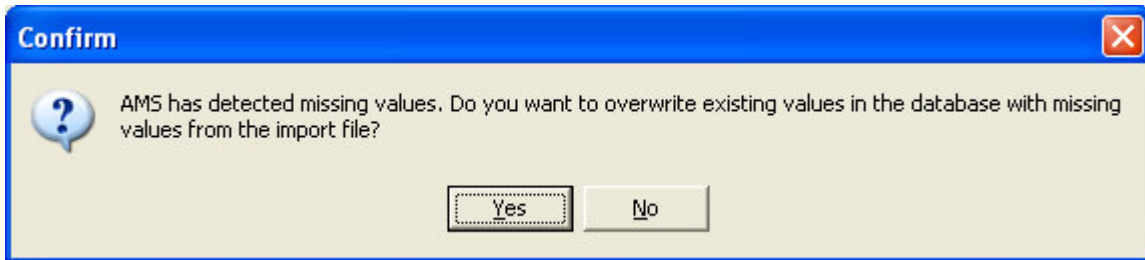 Confirm
AMS has detected missing values. Do you want to overwrite existing values in the database with missing
values from the import file?
Yes
No